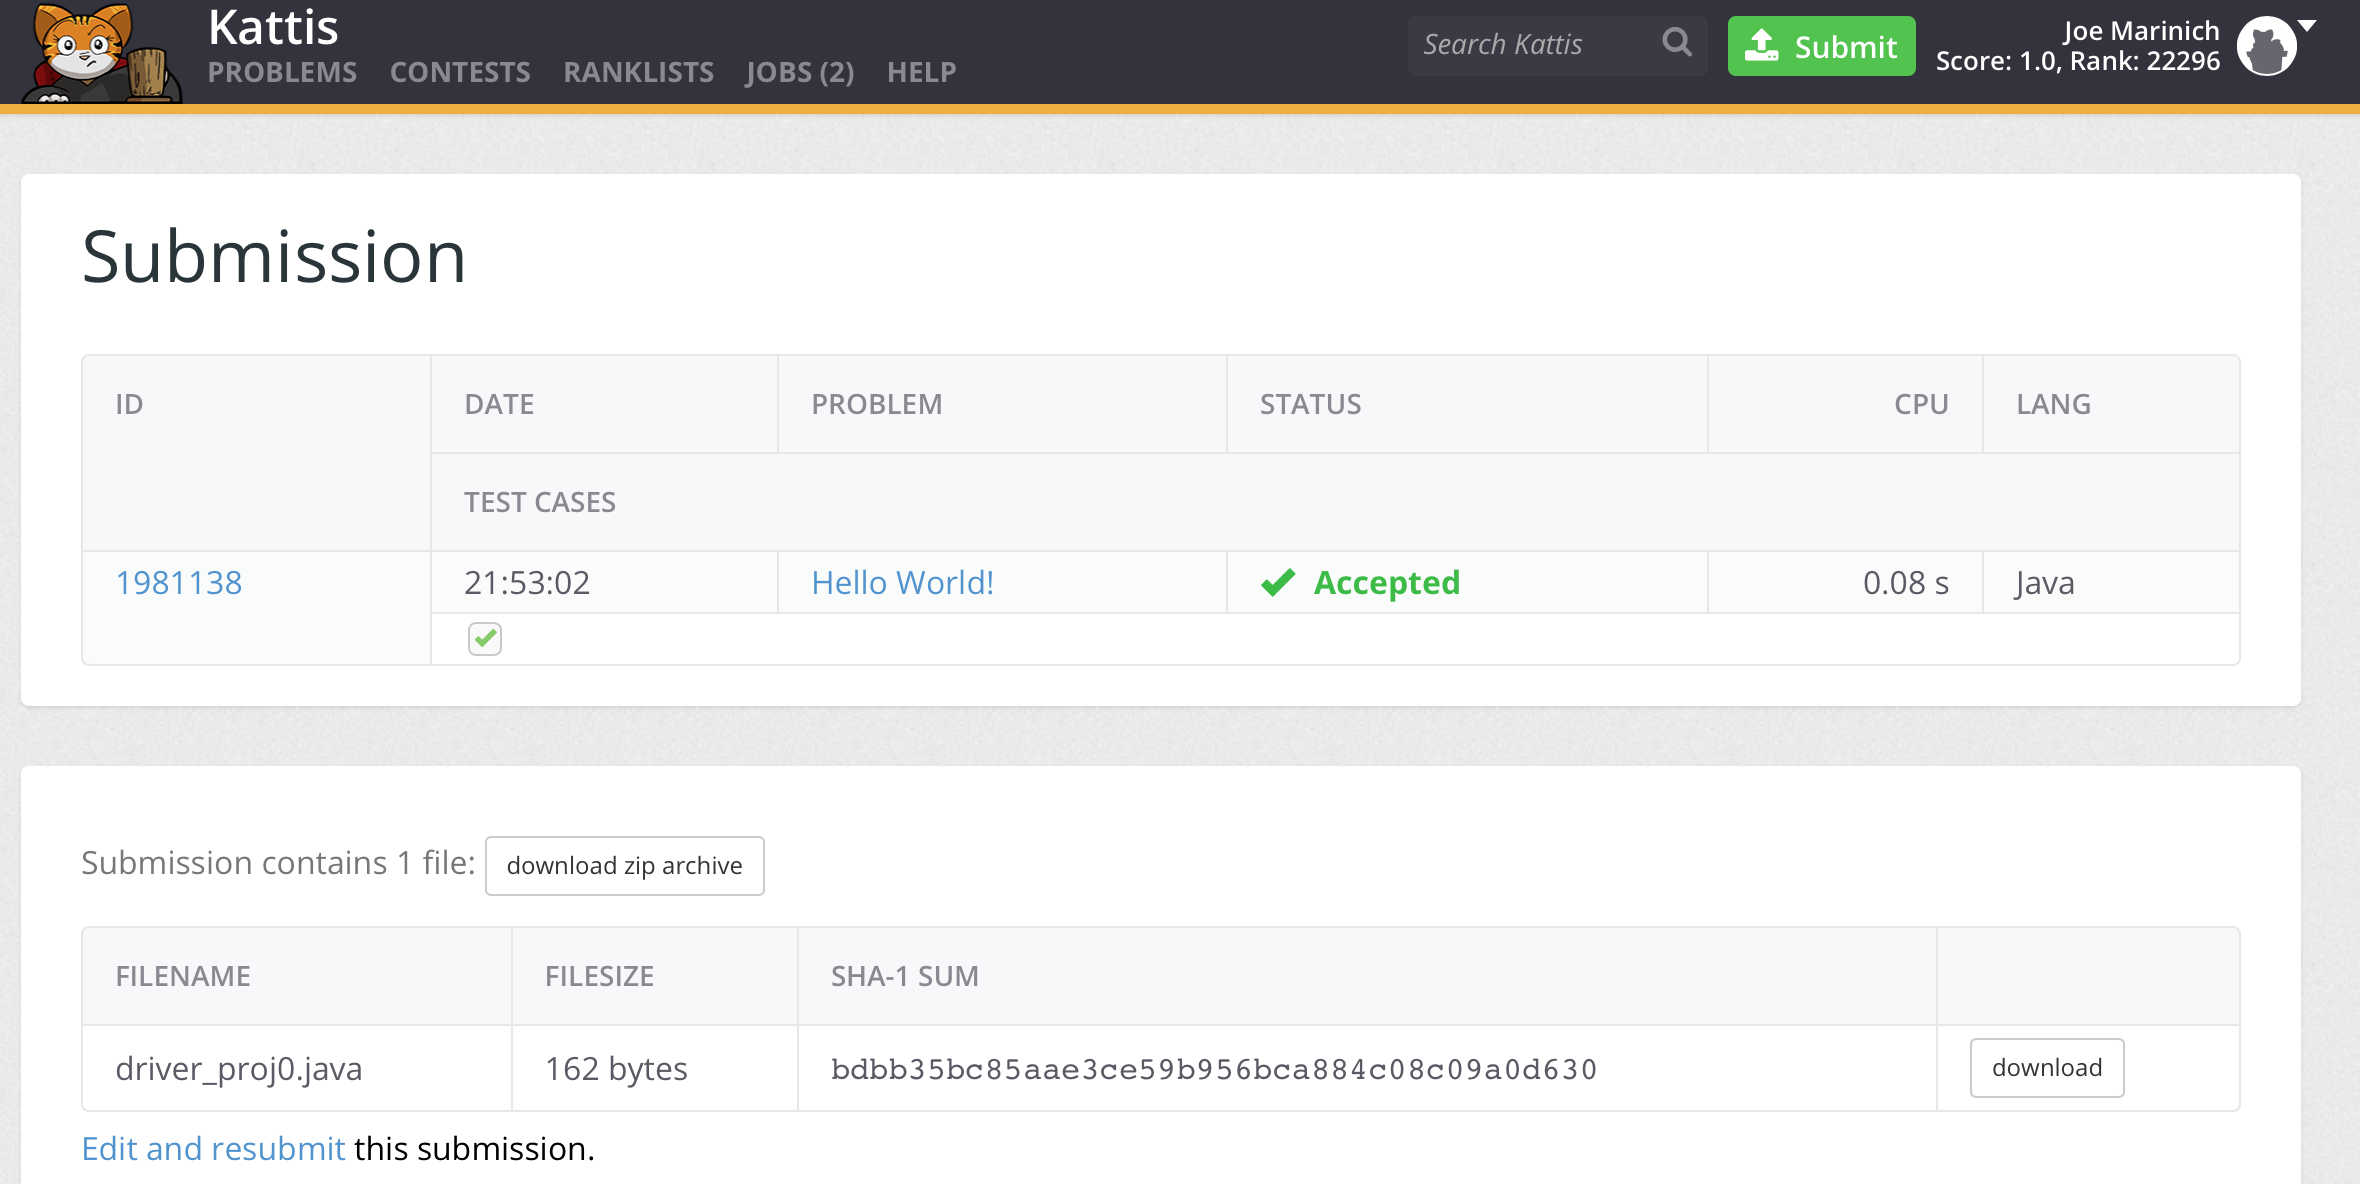 Kattis
PROBLEMS CONTESTS RANKLISTS JOBS (2) HELP
Search Kattis
Submit
Joe Marinich
Score: 1.0, Rank: 22296
Submission
ID DATE PROBLEM STATUS CPU LANG
TEST CASES
1981138 21:53:02 Hello World! Accepted 0.08 s Java
Submission contains 1 file: download zip archive
FILENAME FILESIZE SHA-1 SUM
driver_proj0.java 162 bytes bdbb35bc85aae3ce59b956bca884c08c09a0d630 download
Edit and resubmit this submission.